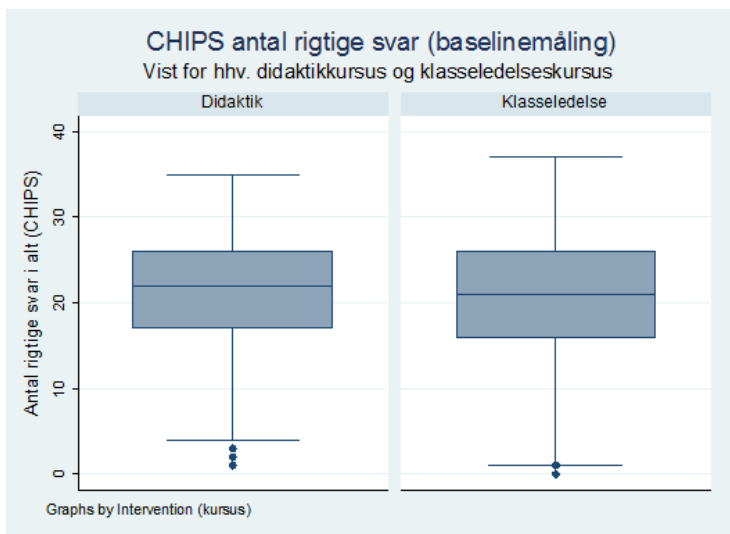 CHIPS antal rigtige svar (baselinemåling)
Vist for hhv. didaktikkursus og klasseledelseskursus
Didaktik
Klasseledelse
Antal rigtige svar i alt (CHIPS)
40
30
20
10
0
Graphs by Intervention (kursus)